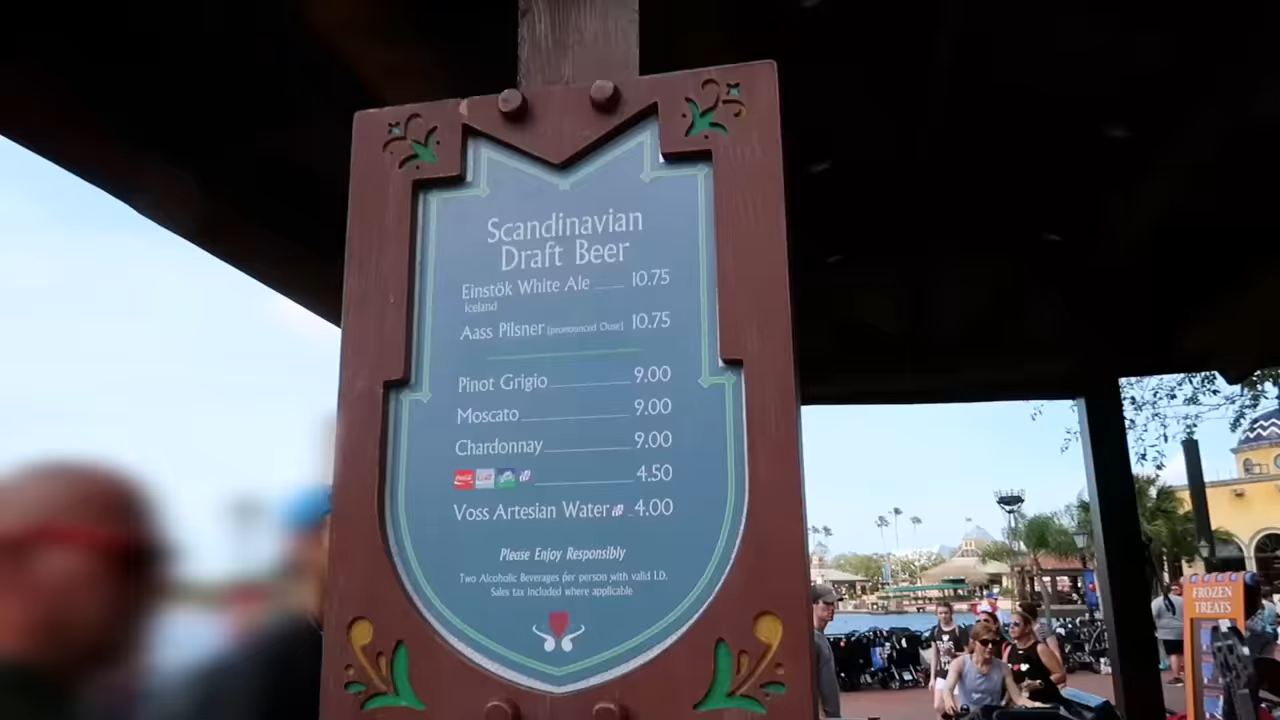 Scandinavian
Draft Beer
Einstök White Ale 10.75
Iceland
Aass Pilsner (pronounced Ouse) 10.75
Pinot Grigio 9.00
Moscato 9.00
Chardonnay 9.00
4.50
Voss Artesian Water 4.00
Please Enjoy Responsibly
Two Alcoholic Beverages per person with valid I.D.
Sales tax included where applicable
FROZEN
TREATS